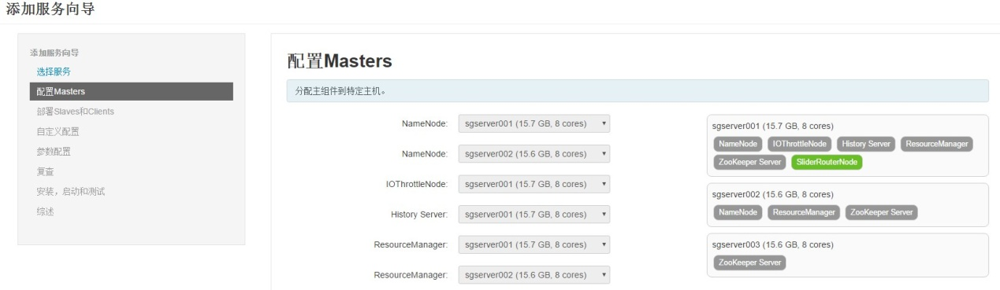 添加服务向导
添加服务向导
选择服务
配置Masters
部署Slaves和Clients
自定义配置
参数配置
复查
安装，启动和测试
综述
配置Masters
分配主组件到特定主机。
NameNode: sgserver001 (15.7 GB, 8 cores)
NameNode: sgserver002 (15.6 GB, 8 cores)
IOThrottleNode: sgserver001 (15.7 GB, 8 cores)
History Server: sgserver001 (15.7 GB, 8 cores)
ResourceManager: sgserver001 (15.7 GB, 8 cores)
ResourceManager: sgserver002 (15.6 GB, 8 cores)
sgserver001 (15.7 GB, 8 cores)
NameNode IOThrottleNode History Server ResourceManager
ZooKeeper Server SliderRouterNode
sgserver002 (15.6 GB, 8 cores)
NameNode ResourceManager ZooKeeper Server
sgserver003 (15.6 GB, 8 cores)
ZooKeeper Server